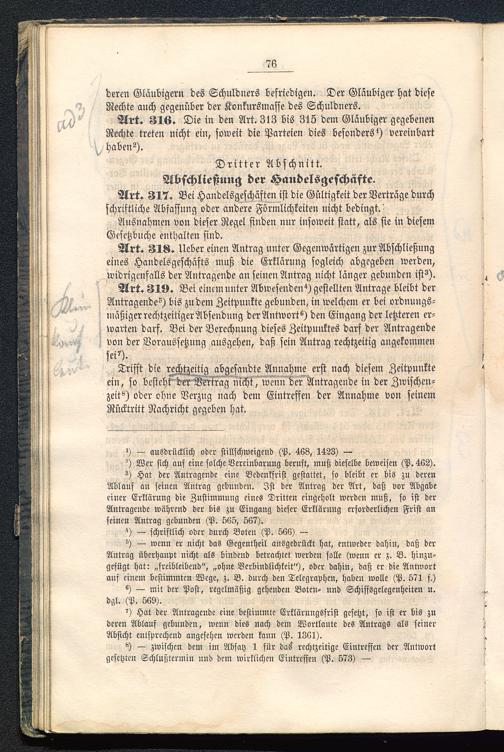 76
deren Gläubigern des Schuldners befriedigen. Der Gläubiger hat diese
Rechte auch gegenüber der Konkursmasse des Schuldners.
Art. 316. Die in den Art. 313 bis 315 dem Gläubiger gegebenen
Rechte treten nicht ein, soweit die Parteien dies besonders¹) vereinbart
haben²).
ad 3
Dritter Abschnitt.
Abschließung der Handelsgeschäfte.
Art. 317. Bei Handelsgeschäften ist die Gültigkeit der Verträge durch
schriftliche Abfassung oder andere Förmlichkeiten nicht bedingt.
Ausnahmen von dieser Regel finden nur insoweit statt, als sie in diesem
Gesetzbuche enthalten sind.
Art. 318. Ueber einen Antrag unter Gegenwärtigen zur Abschließung
eines Handelsgeschäfts muß die Erklärung sogleich abgegeben werden,
widrigenfalls der Antragende an seinen Antrag nicht länger gebunden ist³).
Art. 319. Bei einem unter Abwesenden⁴) gestellten Antrage bleibt der
Antragende⁵) bis zu dem Zeitpunkte gebunden, in welchem er bei ordnungs-
mäßiger rechtzeitiger Absendung der Antwort⁶) den Eingang der letzteren er-
warten darf. Bei der Berechnung dieses Zeitpunktes darf der Antragende
von der Voraussetzung ausgehen, daß sein Antrag rechtzeitig angekommen
sei⁷).
Trifft die rechtzeitig abgesandte Annahme erst nach diesem Zeitpunkte
ein, so besteht der Vertrag nicht, wenn der Antragende in der Zwischen-
zeit⁸) oder ohne Verzug nach dem Eintreffen der Annahme von seinem
Rücktritt Nachricht gegeben hat.
¹) — ausdrücklich oder stillschweigend (P. 468, 1423) —
²) Wer sich auf eine solche Vereinbarung beruft, muß dieselbe beweisen (P. 462).
³) Hat der Antragende eine Bedenkfrist gestattet, so bleibt er bis zu deren
Ablauf an seinen Antrag gebunden. Ist der Antrag der Art, daß vor Abgabe
einer Erklärung die Zustimmung eines Dritten eingeholt werden muß, so ist der
Antragende während der bis zu Eingang dieser Erklärung erforderlichen Frist an
seinen Antrag gebunden (P. 565, 567).
⁴) — schriftlich oder durch Boten (P. 566) —
⁵) — wenn er nicht das Gegentheil ausgedrückt hat, entweder dahin, daß der
Antrag überhaupt nicht als bindend betrachtet werden solle (wenn er z. B. hinzu-
gefügt hat: „freibleibend“, „ohne Verbindlichkeit“), oder dahin, daß er die Antwort
auf einem bestimmten Wege, z. B. durch den Telegraphen, haben wolle (P. 571 f.)
⁶) — mit der Post, regelmäßig gehenden Boten- und Schiffsgelegenheiten u.
dgl. (P. 569).
⁷) Hat der Antragende eine bestimmte Erklärungsfrist gesetzt, so ist er bis zu
deren Ablauf gebunden, wenn dies nach dem Wortlaute des Antrags als seiner
Absicht entsprechend angesehen werden kann (P. 1361).
⁸) — zwischen dem im Absatz 1 für das rechtzeitige Eintreffen der Antwort
gesetzten Schlußtermin und dem wirklichen Eintreffen (P. 573) —